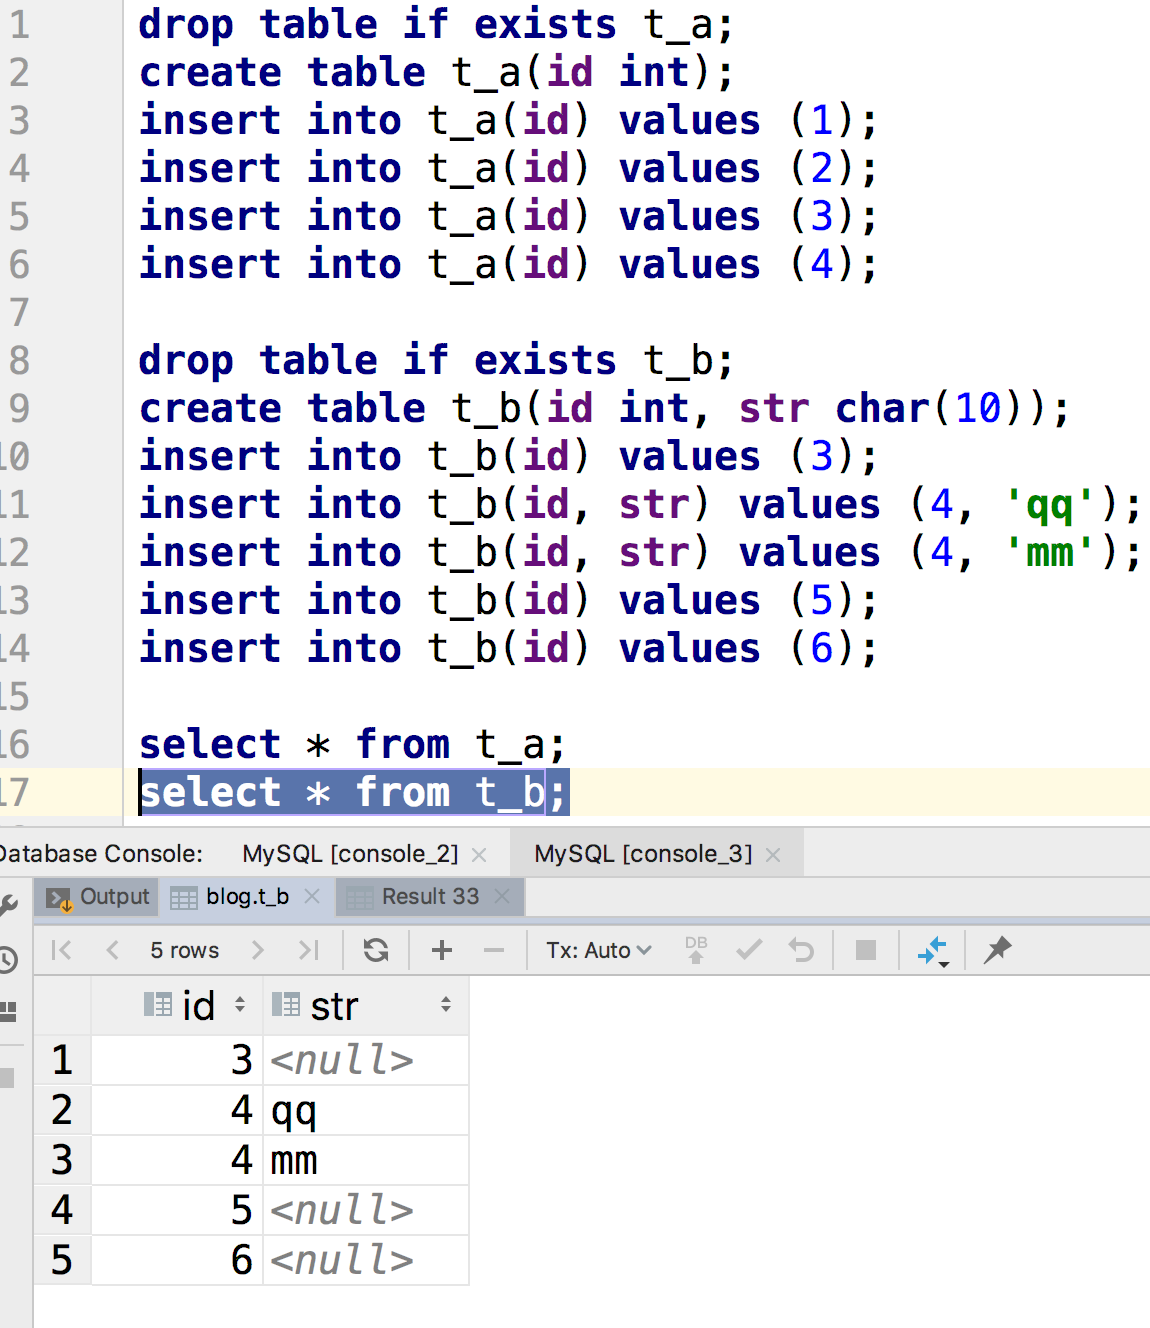 1 drop table if exists t_a;
2 create table t_a(id int);
3 insert into t_a(id) values (1);
4 insert into t_a(id) values (2);
5 insert into t_a(id) values (3);
6 insert into t_a(id) values (4);
7
8 drop table if exists t_b;
9 create table t_b(id int, str char(10));
10 insert into t_b(id) values (3);
11 insert into t_b(id, str) values (4, 'qq');
12 insert into t_b(id, str) values (4, 'mm');
13 insert into t_b(id) values (5);
14 insert into t_b(id) values (6);
15
16 select * from t_a;
17 select * from t_b;
Database Console: MySQL [console_2] MySQL [console_3]
Output blog.t_b Result 33
5 rows Tx: Auto DB
id str
1 3 <null>
2 4 qq
3 4 mm
4 5 <null>
5 6 <null>